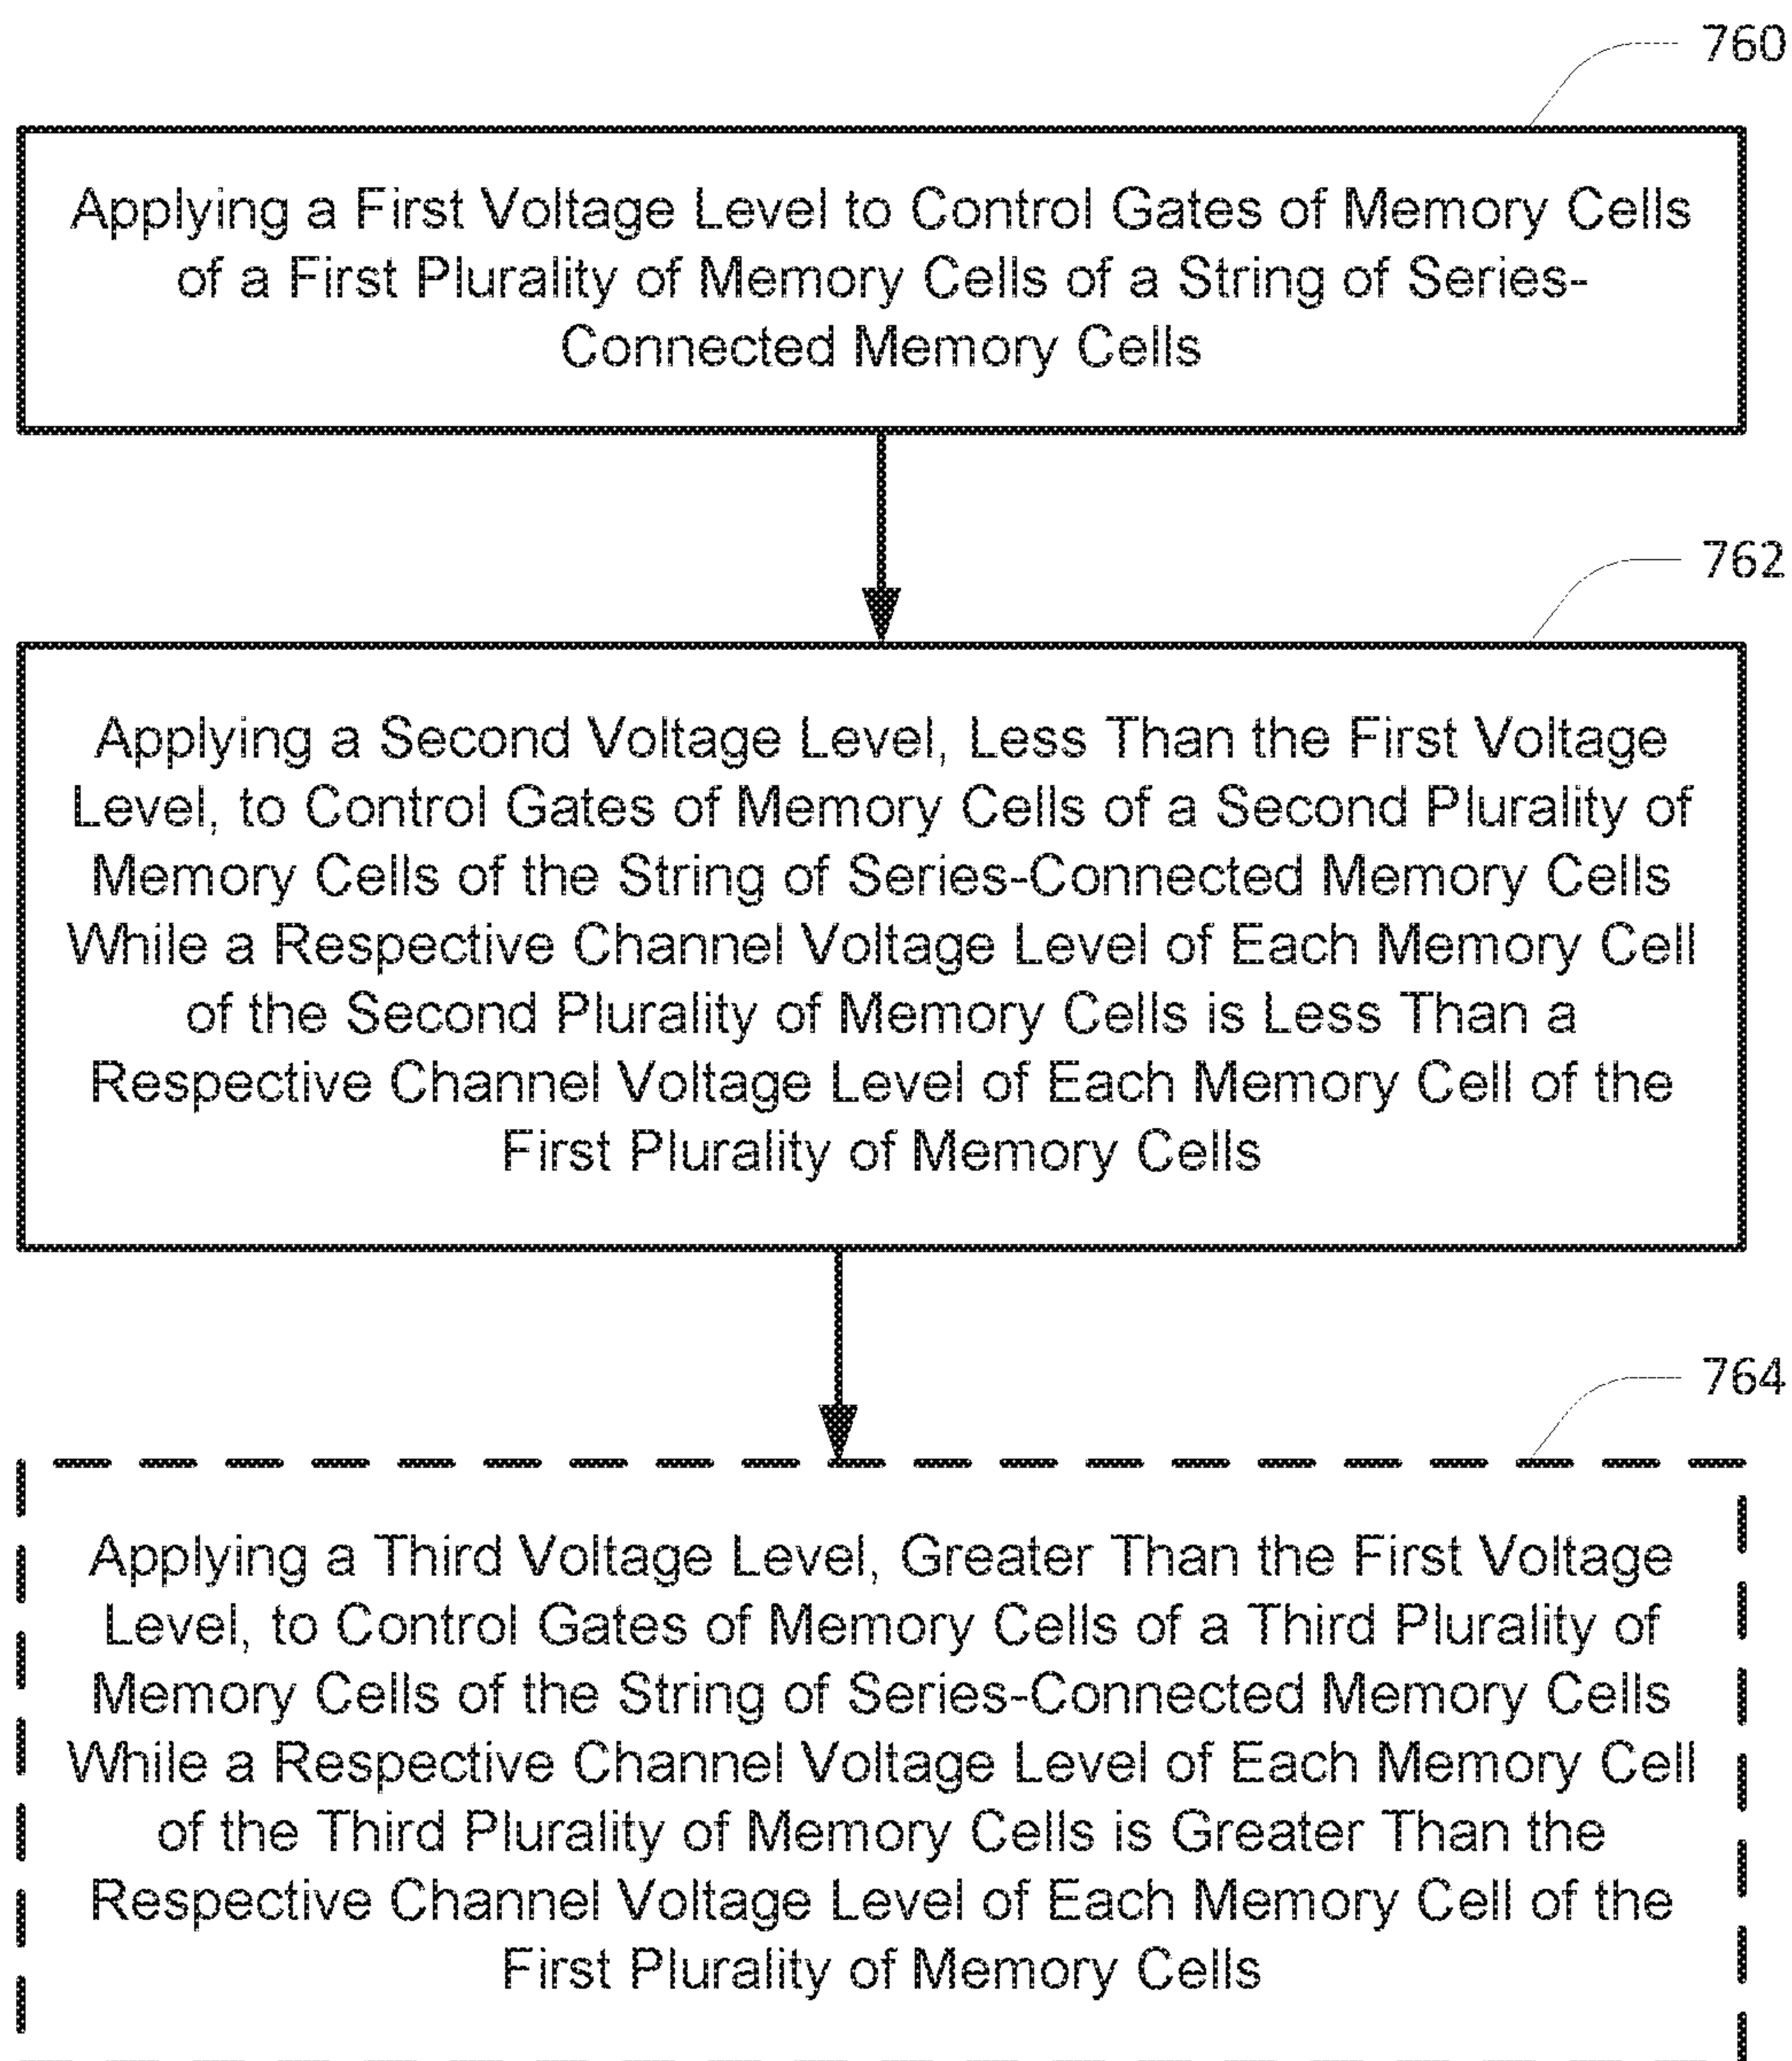 760
Applying a First Voltage Level to Control Gates of Memory Cells
of a First Plurality of Memory Cells of a String of Series-
Connected Memory Cells
762
Applying a Second Voltage Level, Less Than the First Voltage
Level, to Control Gates of Memory Cells of a Second Plurality of
Memory Cells of the String of Series-Connected Memory Cells
While a Respective Channel Voltage Level of Each Memory Cell
of the Second Plurality of Memory Cells is Less Than a
Respective Channel Voltage Level of Each Memory Cell of the
First Plurality of Memory Cells
764
Applying a Third Voltage Level, Greater Than the First Voltage
Level, to Control Gates of Memory Cells of a Third Plurality of
Memory Cells of the String of Series-Connected Memory Cells
While a Respective Channel Voltage Level of Each Memory Cell
of the Third Plurality of Memory Cells is Greater Than the
Respective Channel Voltage Level of Each Memory Cell of the
First Plurality of Memory Cells